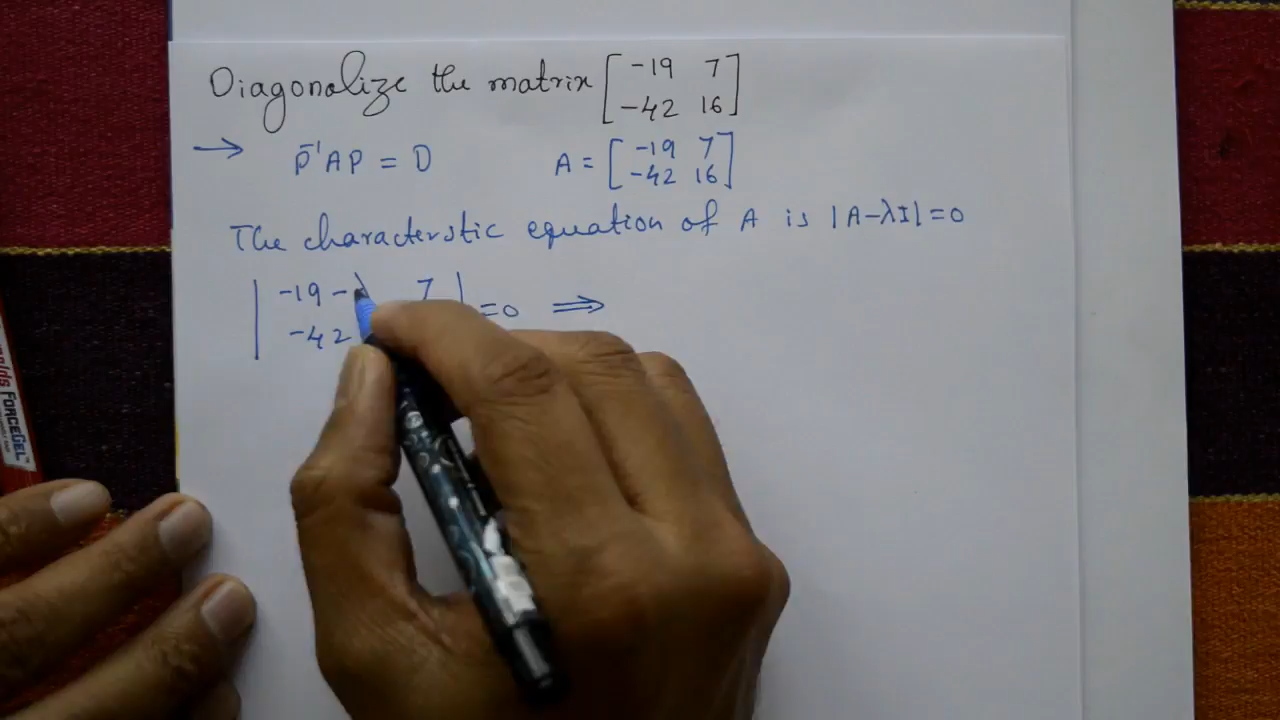 Diagonalize the matrix [-19 7
-42 16]
→ P⁻¹AP = D A = [-19 7
-42 16]
The characterstic equation of A is |A-λI|=0
|-19-λ 7| =0 ⟹
-42
ForceGel